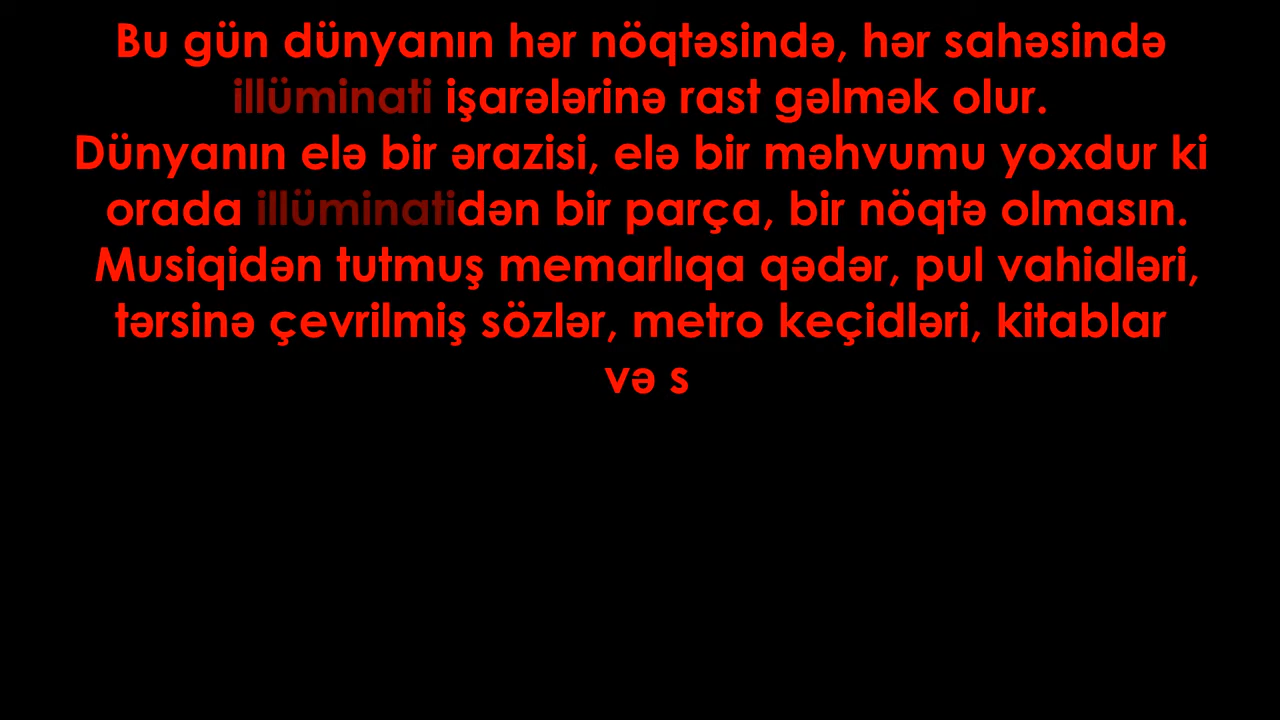 Bu gün dünyanın hər nöqtəsində, hər sahəsində
illüminati işarələrinə rast gəlmək olur.
Dünyanın elə bir ərazisi, elə bir məhvumu yoxdur ki
orada illüminatidən bir parça, bir nöqtə olmasın.
Musiqidən tutmuş memarlıqa qədər, pul vahidləri,
tərsinə çevrilmiş sözlər, metro keçidləri, kitablar
və s